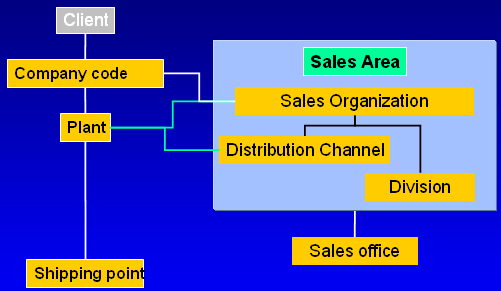 Client
Company code
Plant
Shipping point
Sales Area
Sales Organization
Distribution Channel
Division
Sales office